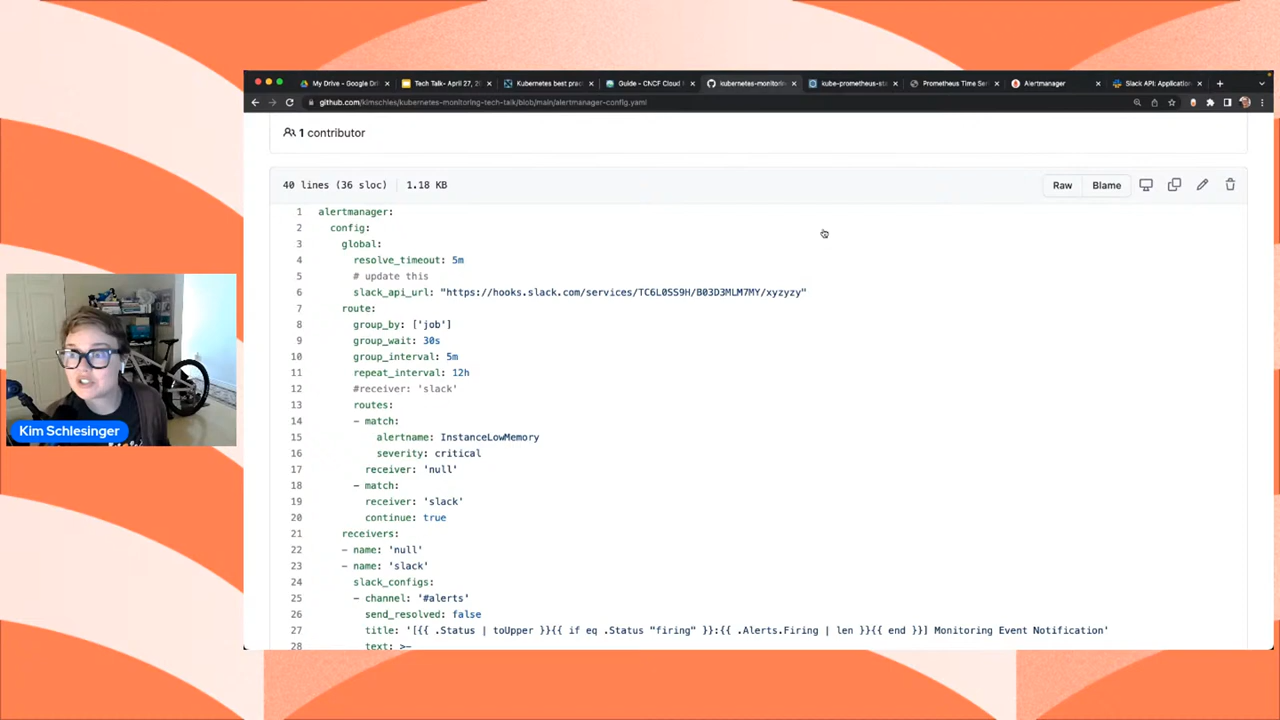 My Drive - Google Dri
Tech Talk- April 27, 20
Kubernetes best prac
Guide - CNCF Cloud
kubernetes-monitorin
kube-prometheus-sta
Prometheus Time Seri
Alertmanager
Slack API: Application
github.com/kimschles/kubernetes-monitoring-tech-talk/blob/main/alertmanager-config.yaml
1 contributor
40 lines (36 sloc) 1.18 KB
Raw Blame
1 alertmanager:
2 config:
3 global:
4 resolve_timeout: 5m
5 # update this
6 slack_api_url: "https://hooks.slack.com/services/TC6L0SS9H/B03D3MLM7MY/xyzyzy"
7 route:
8 group_by: ['job']
9 group_wait: 30s
10 group_interval: 5m
11 repeat_interval: 12h
12 #receiver: 'slack'
13 routes:
14 - match:
15 alertname: InstanceLowMemory
16 severity: critical
17 receiver: 'null'
18 - match:
19 receiver: 'slack'
20 continue: true
21 receivers:
22 - name: 'null'
23 - name: 'slack'
24 slack_configs:
25 - channel: '#alerts'
26 send_resolved: false
27 title: '[{{ .Status | toUpper }}{{ if eq .Status "firing" }}:{{ .Alerts.Firing | len }}{{ end }}] Monitoring Event Notification'
28 text: >-
Kim Schlesinger